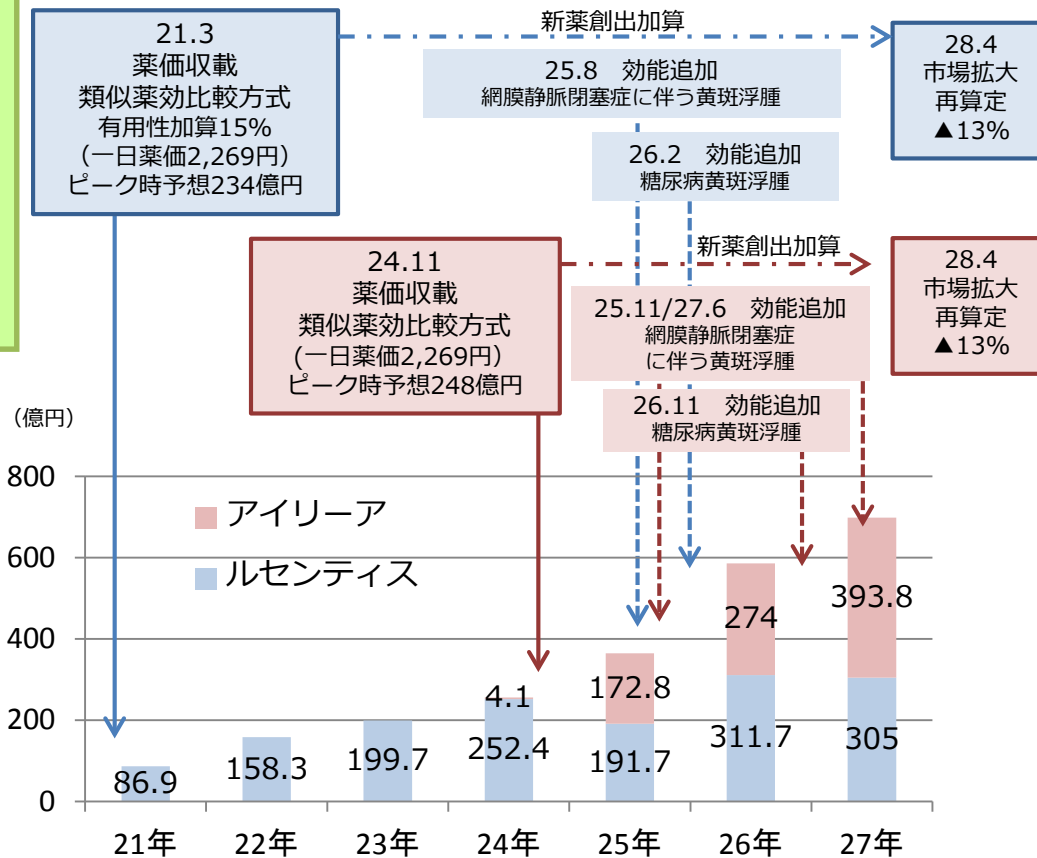 21.3
薬価収載
類似薬効比較方式
有用性加算15%
（一日薬価2,269円）
ピーク時予想234億円
新薬創出加算
28.4
市場拡大
再算定
▲13%
25.8　効能追加
網膜静脈閉塞症に伴う黄斑浮腫
26.2　効能追加
糖尿病黄斑浮腫
24.11
薬価収載
類似薬効比較方式
(一日薬価2,269円）
ピーク時予想248億円
新薬創出加算
28.4
市場拡大
再算定
▲13%
25.11/27.6　効能追加
網膜静脈閉塞症
に伴う黄斑浮腫
26.11　効能追加
糖尿病黄斑浮腫
（億円）
800
600
400
200
0
アイリーア
ルセンティス
86.9
158.3
199.7
4.1
252.4
172.8
191.7
274
311.7
393.8
305
21年
22年
23年
24年
25年
26年
27年